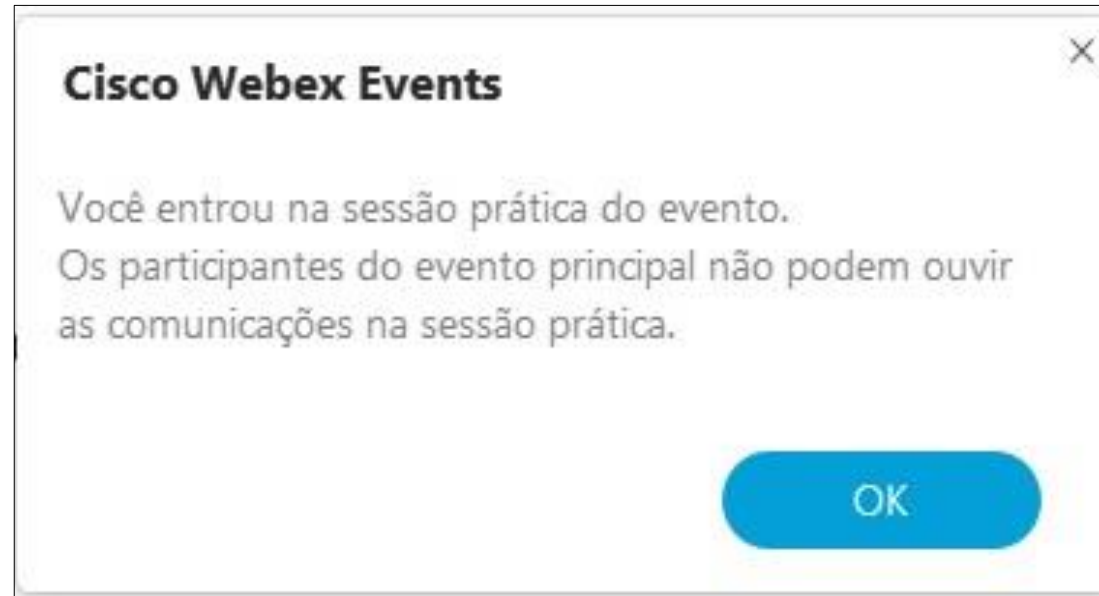 Cisco Webex Events
Você entrou na sessão prática do evento.
Os participantes do evento principal não podem ouvir
as comunicações na sessão prática.
OK